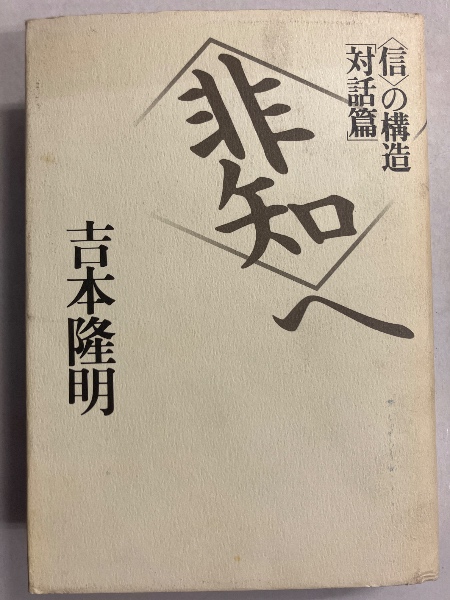 〈信〉の構造
「対話篇」
非知へ
吉本隆明